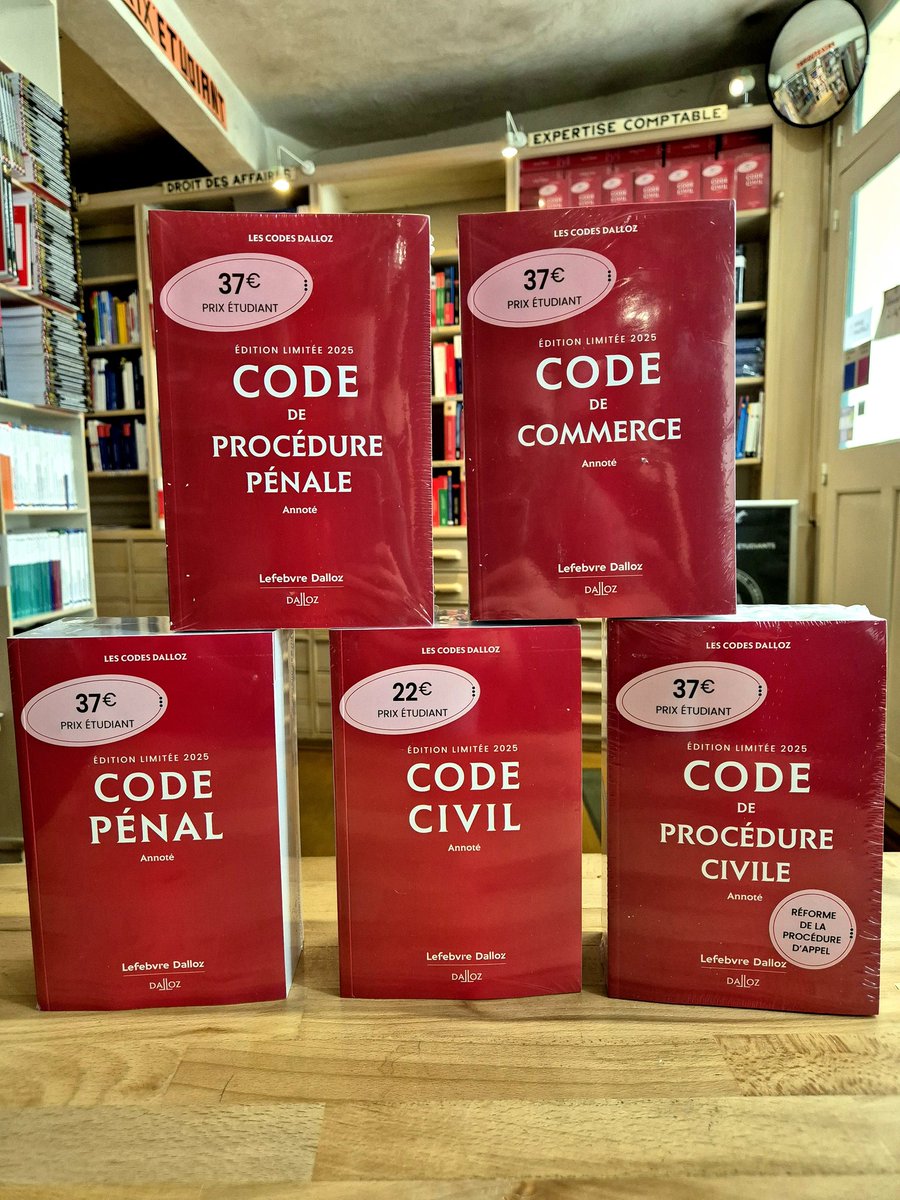 PRIX ETUDIANT
DROIT DES AFFAIRES
EXPERTISE COMPTABLE
CODE
CIVIL
LES CODES DALLOZ
37€
PRIX ÉTUDIANT
ÉDITION LIMITÉE 2025
CODE
DE
PROCÉDURE
PÉNALE
Annoté
Lefebvre Dalloz
DALLOZ
LES CODES DALLOZ
37€
PRIX ÉTUDIANT
ÉDITION LIMITÉE 2025
CODE
DE
COMMERCE
Annoté
Lefebvre Dalloz
DALLOZ
LES CODES DALLOZ
37€
PRIX ÉTUDIANT
ÉDITION LIMITÉE 2025
CODE
PÉNAL
Annoté
Lefebvre Dalloz
DALLOZ
LES CODES DALLOZ
22€
PRIX ÉTUDIANT
ÉDITION LIMITÉE 2025
CODE
CIVIL
Annoté
Lefebvre Dalloz
DALLOZ
LES CODES DALLOZ
37€
PRIX ÉTUDIANT
ÉDITION LIMITÉE 2025
CODE
DE
PROCÉDURE
CIVILE
Annoté
RÉFORME
DE LA
PROCÉDURE
D'APPEL
Lefebvre Dalloz
DALLOZ